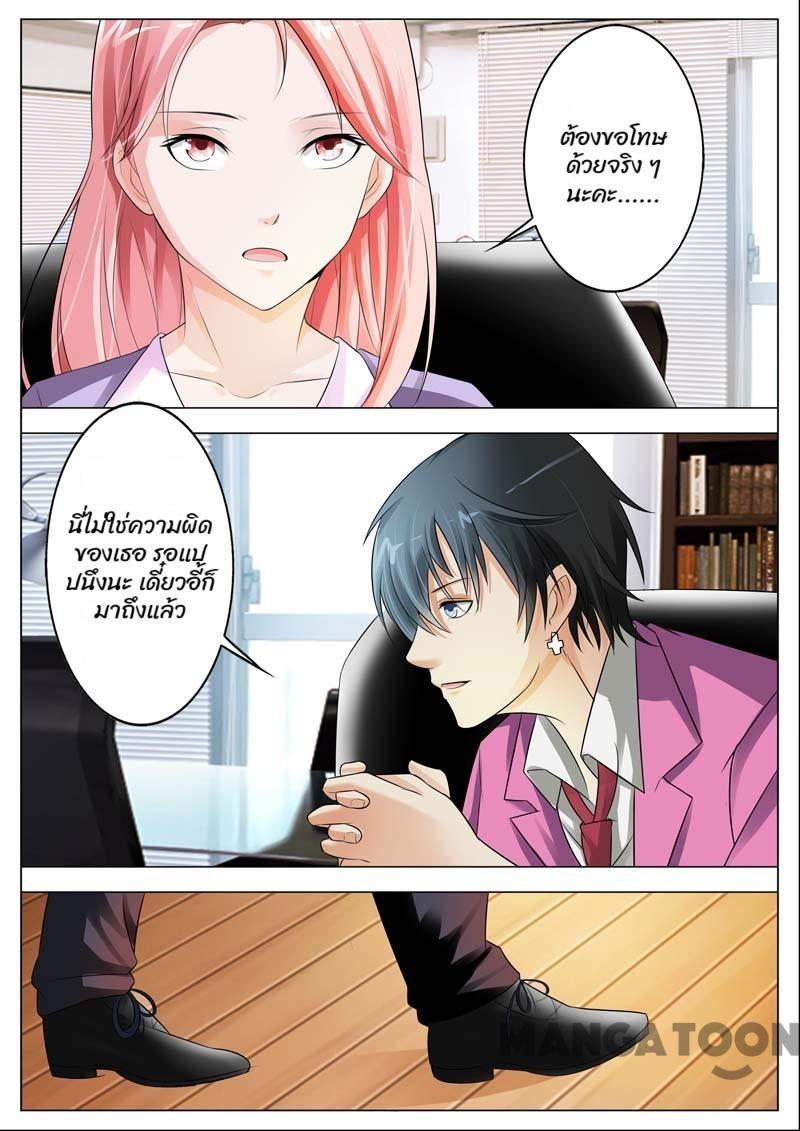 ต้องขอโทษ
ด้วยจริง ๆ
นะคะ......
นี่ไม่ใช่ความผิด
ของเธอ รอแป
ปนึงนะ เดี๋ยวอี้ก็
มาถึงแล้ว
MANGATOON